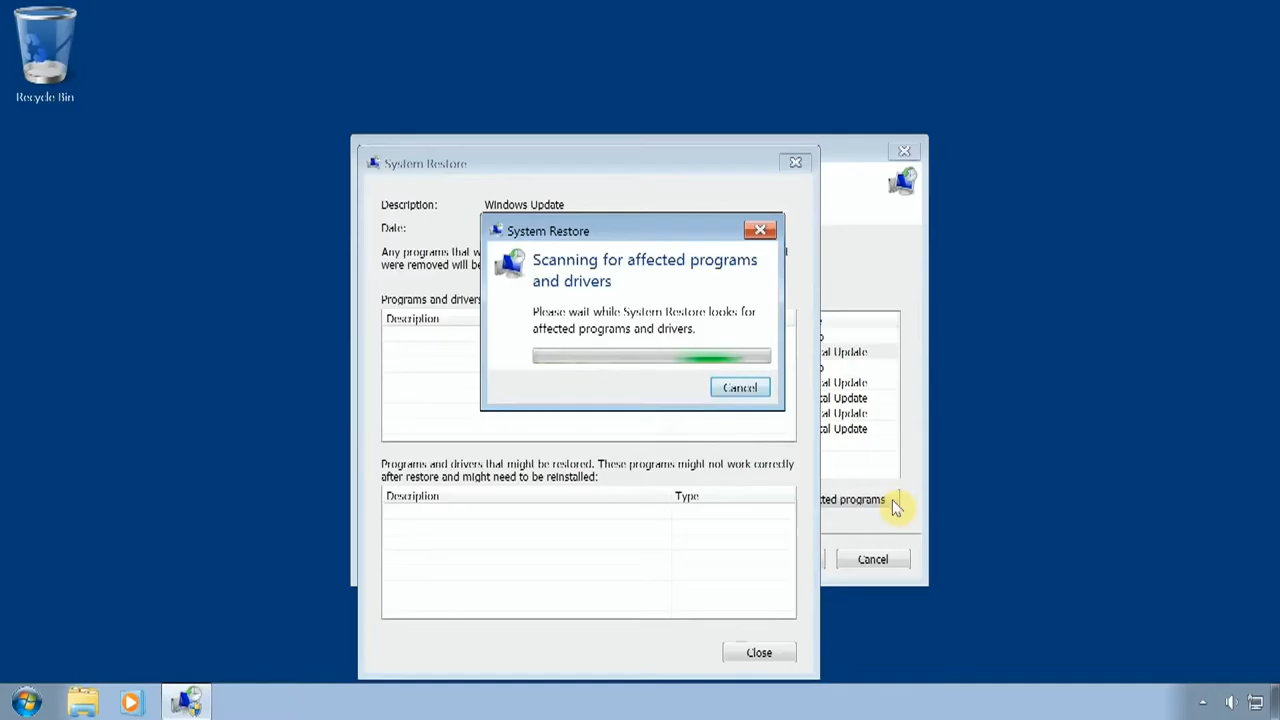 Recycle Bin
System Restore
Description: Windows Update
Date:
Any programs that w
were removed will be
Programs and drivers
Description
System Restore
Scanning for affected programs
and drivers
Please wait while System Restore looks for
affected programs and drivers.
Cancel
Programs and drivers that might be restored. These programs might not work correctly
after restore and might need to be reinstalled:
Description Type
Close
al Update
al Update
al Update
al Update
al Update
ted programs
Cancel